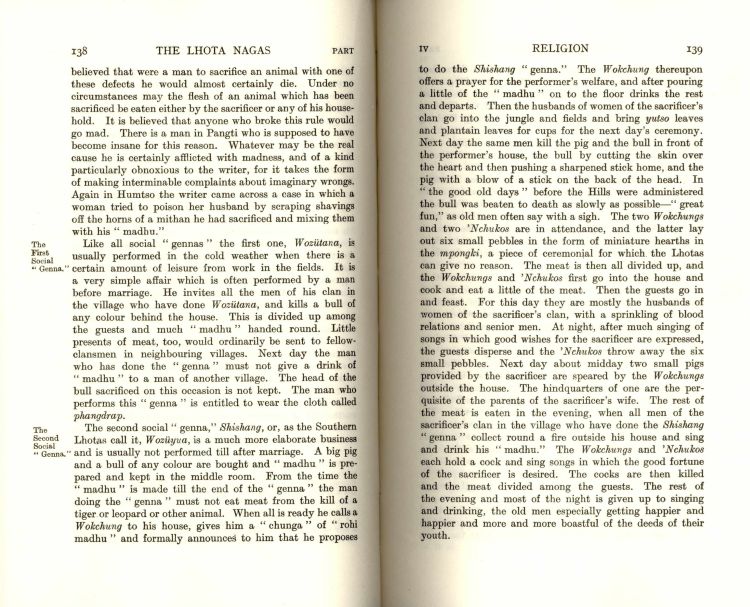 138 THE LHOTA NAGAS PART
believed that were a man to sacrifice an animal with one of
these defects he would almost certainly die. Under no
circumstances may the flesh of an animal which has been
sacrificed be eaten either by the sacrificer or any of his house-
hold. It is believed that anyone who broke this rule would
go mad. There is a man in Pangti who is supposed to have
become insane for this reason. Whatever may be the real
cause he is certainly afflicted with madness, and of a kind
particularly obnoxious to the writer, for it takes the form
of making interminable complaints about imaginary wrongs.
Again in Humtso the writer came across a case in which a
woman tried to poison her husband by scraping shavings
off the horns of a mithan he had sacrificed and mixing them
with his “ madhu.”
The
First
Social
“ Genna.”
Like all social “ gennas ” the first one, Wozütana, is
usually performed in the cold weather when there is a
certain amount of leisure from work in the fields. It is
a very simple affair which is often performed by a man
before marriage. He invites all the men of his clan in
the village who have done Wozütana, and kills a bull of
any colour behind the house. This is divided up among
the guests and much “ madhu ” handed round. Little
presents of meat, too, would ordinarily be sent to fellow-
clansmen in neighbouring villages. Next day the man
who has done the “ genna ” must not give a drink of
“ madhu ” to a man of another village. The head of the
bull sacrificed on this occasion is not kept. The man who
performs this “ genna ” is entitled to wear the cloth called
phangdrap.
The
Second
Social
“ Genna.”
The second social “ genna,” Shishang, or, as the Southern
Lhotas call it, Wozüyua, is a much more elaborate business
and is usually not performed till after marriage. A big pig
and a bull of any colour are bought and “ madhu ” is pre-
pared and kept in the middle room. From the time the
“ madhu ” is made till the end of the “ genna ” the man
doing the “ genna ” must not eat meat from the kill of a
tiger or leopard or other animal. When all is ready he calls a
Wokchung to his house, gives him a “ chunga ” of “ rohi
madhu ” and formally announces to him that he proposes
IV RELIGION 139
to do the Shishang “ genna.” The Wokchung thereupon
offers a prayer for the performer's welfare, and after pouring
a little of the “ madhu ” on to the floor drinks the rest
and departs. Then the husbands of women of the sacrificer's
clan go into the jungle and fields and bring yutso leaves
and plantain leaves for cups for the next day's ceremony.
Next day the same men kill the pig and the bull in front of
the performer's house, the bull by cutting the skin over
the heart and then pushing a sharpened stick home, and the
pig with a blow of a stick on the back of the head. In
“ the good old days ” before the Hills were administered
the bull was beaten to death as slowly as possible—“ great
fun,” as old men often say with a sigh. The two Wokchungs
and two 'Nchukos are in attendance, and the latter lay
out six small pebbles in the form of miniature hearths in
the mpongki, a piece of ceremonial for which the Lhotas
can give no reason. The meat is then all divided up, and
the Wokchungs and 'Nchukos first go into the house and
cook and eat a little of the meat. Then the guests go in
and feast. For this day they are mostly the husbands of
women of the sacrificer's clan, with a sprinkling of blood
relations and senior men. At night, after much singing of
songs in which good wishes for the sacrificer are expressed,
the guests disperse and the 'Nchukos throw away the six
small pebbles. Next day about midday two small pigs
provided by the sacrificer are speared by the Wokchungs
outside the house. The hindquarters of one are the per-
quisite of the parents of the sacrificer's wife. The rest of
the meat is eaten in the evening, when all men of the
sacrificer's clan in the village who have done the Shishang
“ genna ” collect round a fire outside his house and sing
and drink his “ madhu.” The Wokchungs and 'Nchukos
each hold a cock and sing songs in which the good fortune
of the sacrificer is desired. The cocks are then killed
and the meat divided among the guests. The rest of
the evening and most of the night is given up to singing
and drinking, the old men especially getting happier and
happier and more and more boastful of the deeds of their
youth.